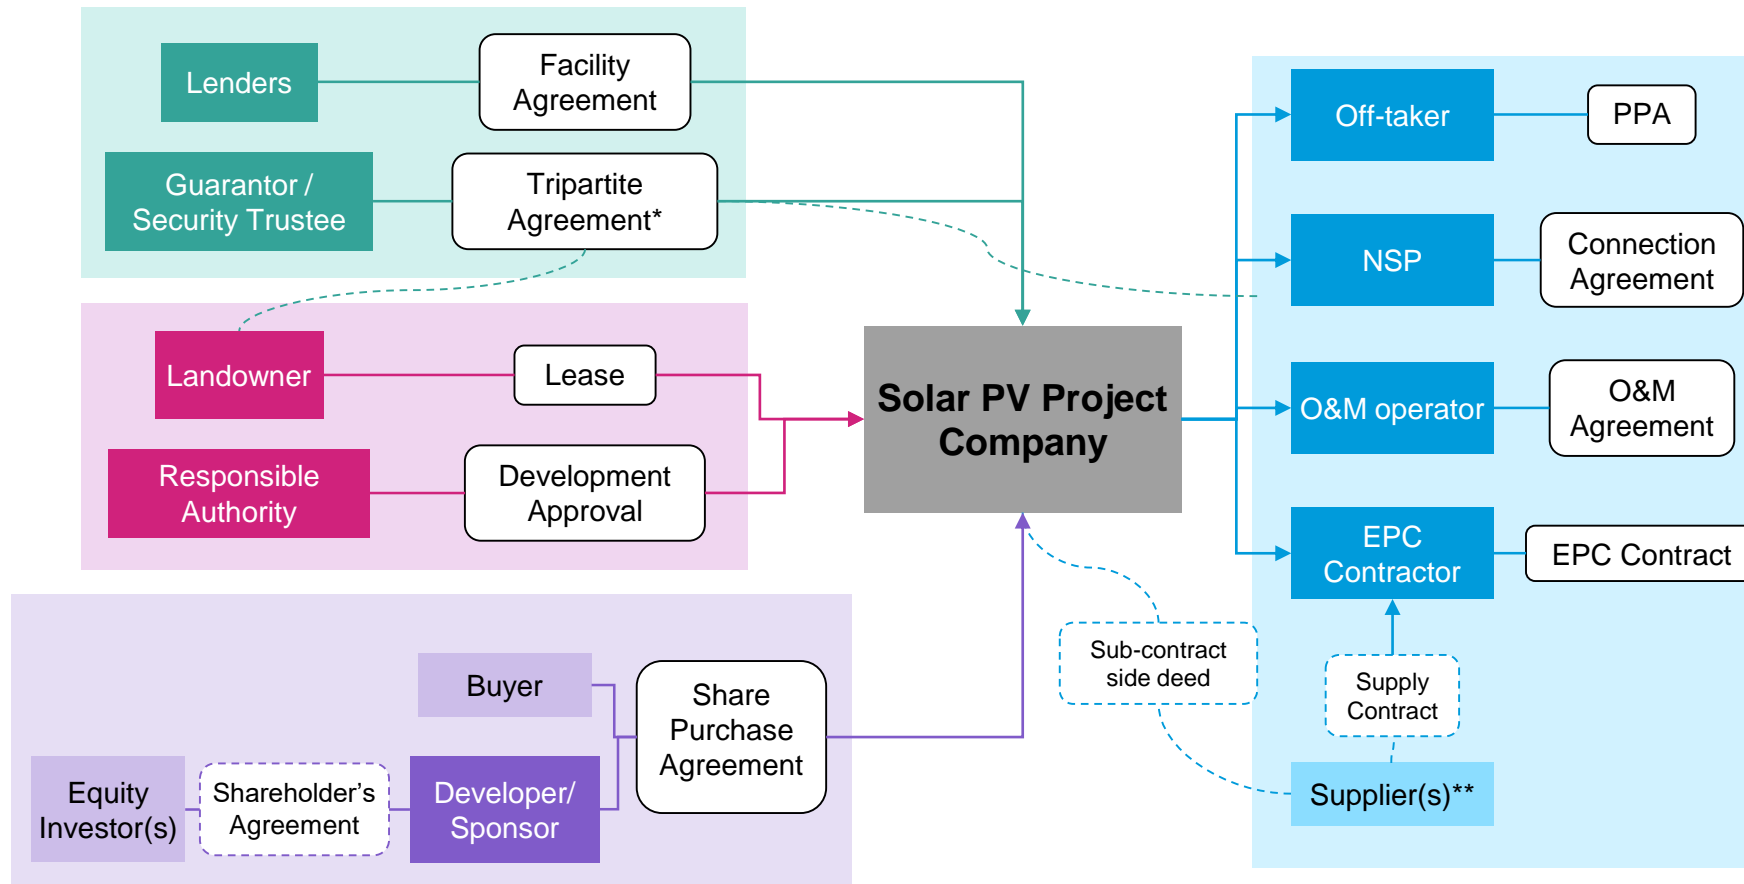 Lenders
Facility
Agreement
Guarantor /
Security Trustee
Tripartite
Agreement*
Landowner
Lease
Responsible
Authority
Development
Approval
Buyer
Share
Purchase
Agreement
Equity
Investor(s)
Shareholder’s
Agreement
Developer/
Sponsor
Solar PV Project
Company
Sub-contract
side deed
Off-taker
PPA
NSP
Connection
Agreement
O&M operator
O&M
Agreement
EPC
Contractor
EPC Contract
Supply
Contract
Supplier(s)**